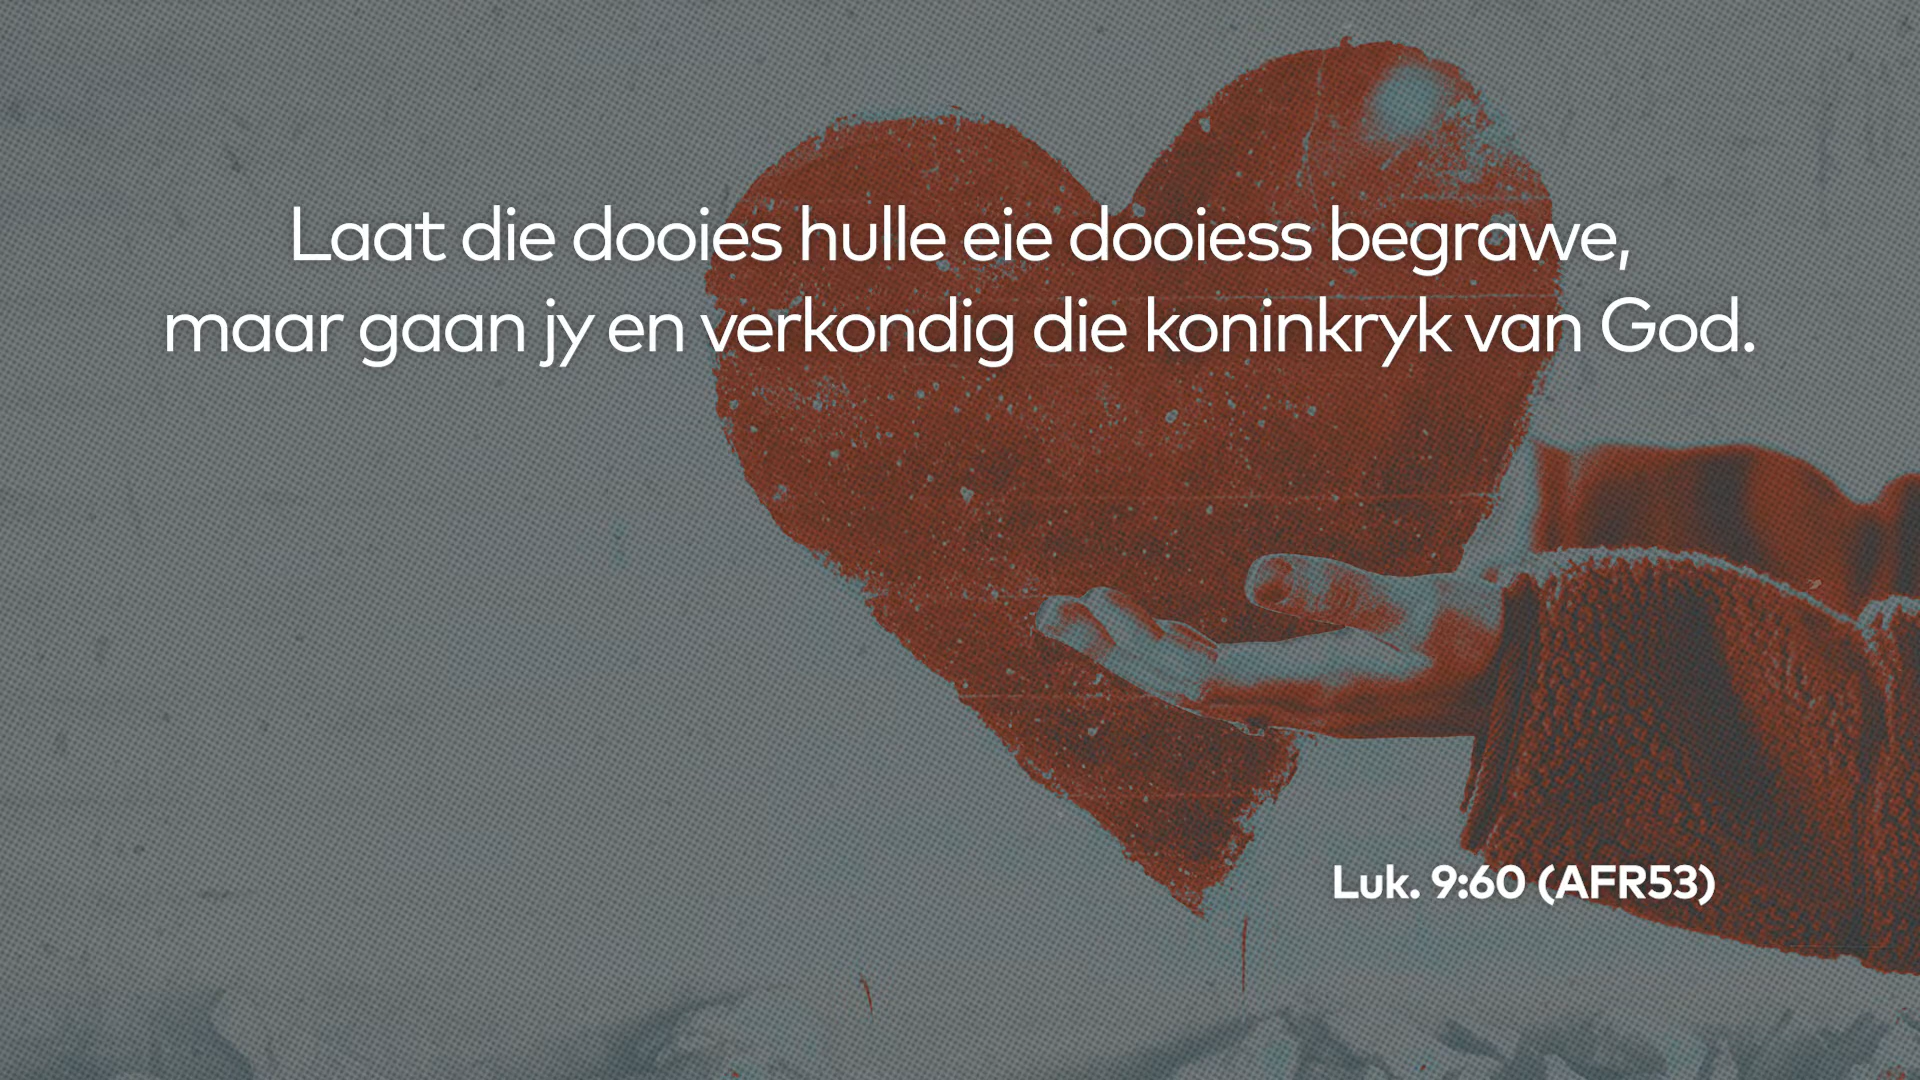 Laat die dooies hulle eie dooiess begrawe,
maar gaan jy en verkondig die koninkryk van God.
Luk. 9:60 (AFR53)